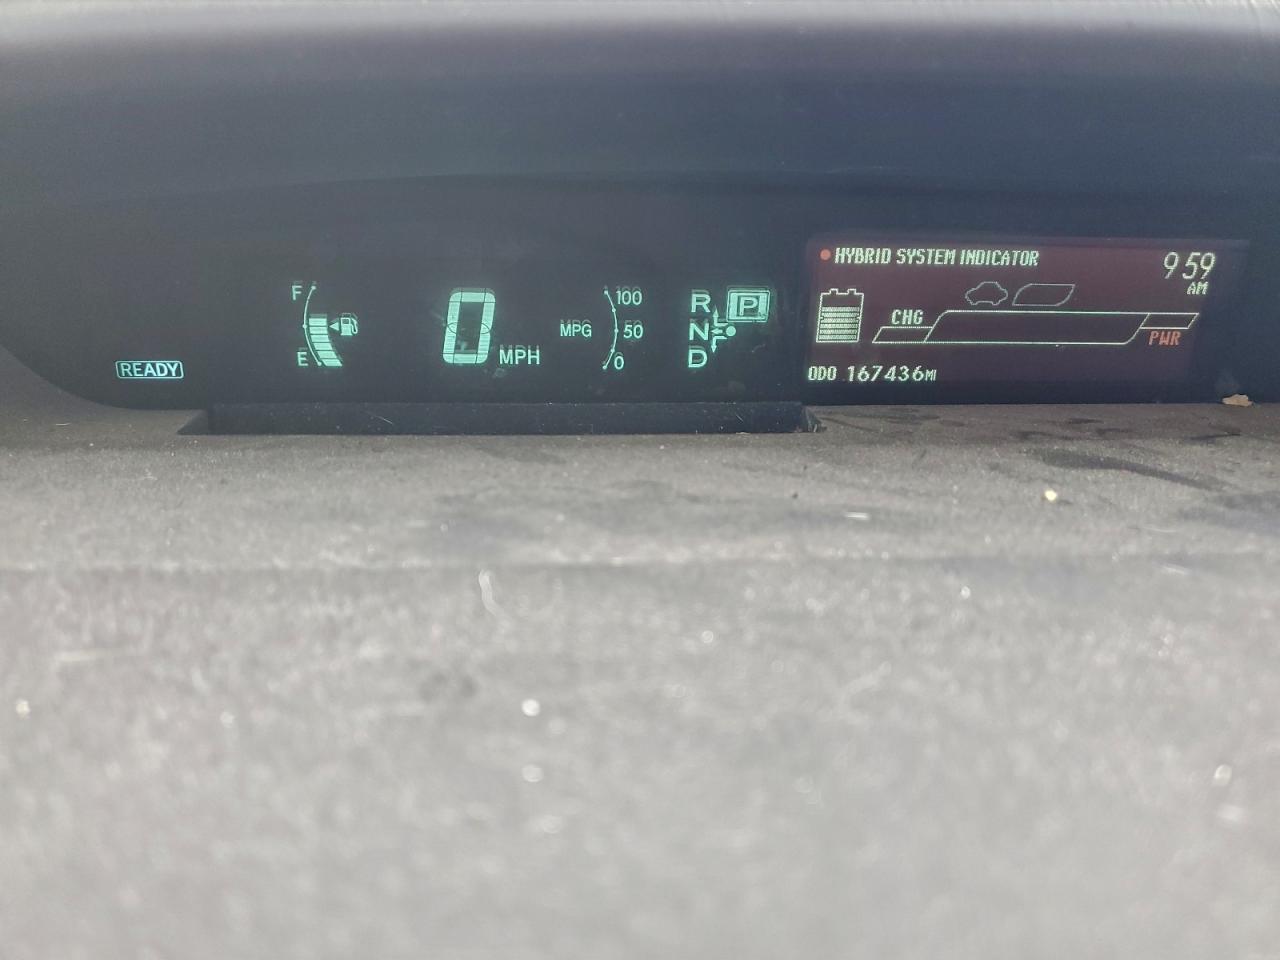 READY
F
E
0 MPH
MPG
100
50
0
R
N
D
P
HYBRID SYSTEM INDICATOR
9:59
AM
CHG
PWR
ODO 167436MI